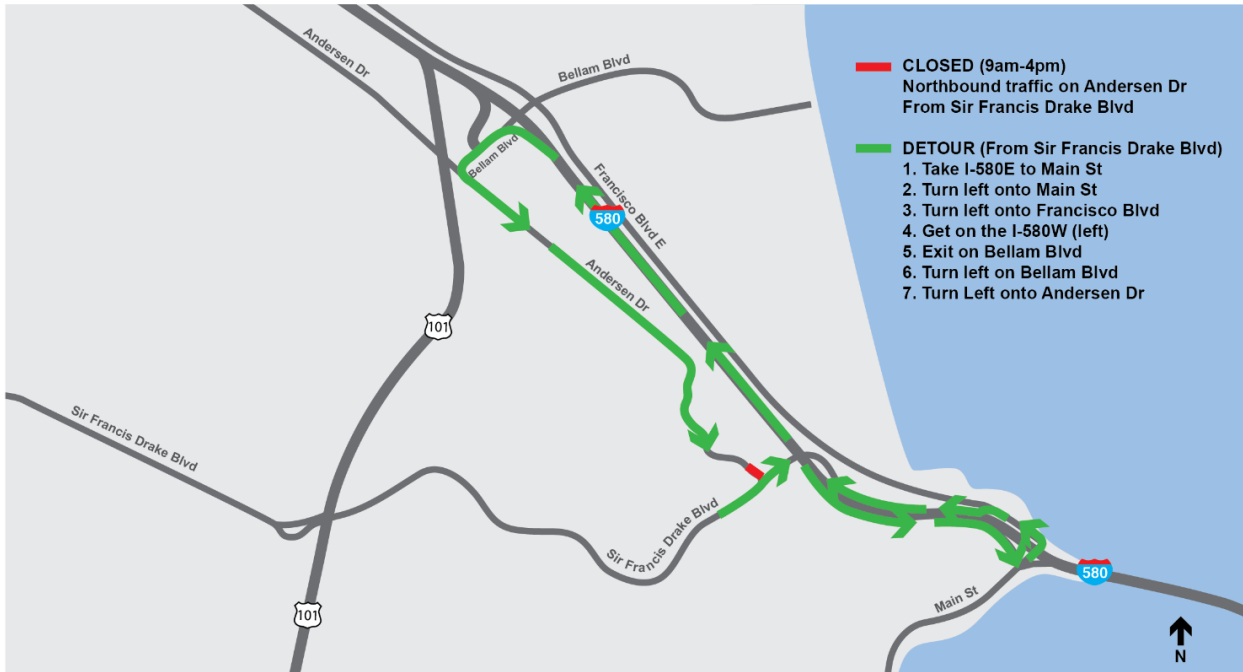 Andersen Dr
Bellam Blvd
CLOSED (9am-4pm)
Northbound traffic on Andersen Dr
From Sir Francis Drake Blvd
Bellam Blvd
DETOUR (From Sir Francis Drake Blvd)
1. Take I-580E to Main St
2. Turn left onto Main St
3. Turn left onto Francisco Blvd
4. Get on the I-580W (left)
5. Exit on Bellam Blvd
6. Turn left on Bellam Blvd
7. Turn Left onto Andersen Dr
Francisco Blvd E
580
Andersen Dr
101
Sir Francis Drake Blvd
Sir Francis Drake Blvd
580
Main St
101
N